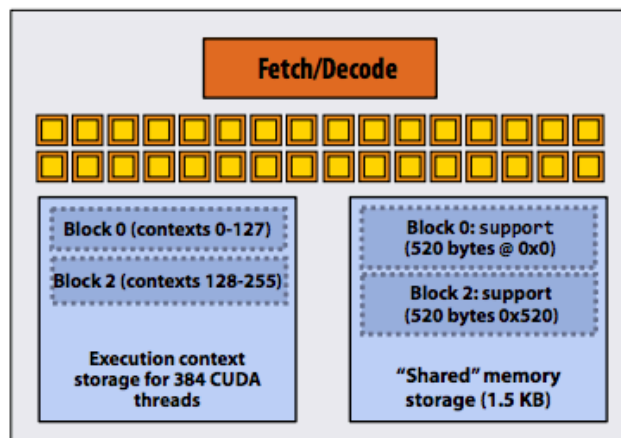 Fetch/Decode
Block 0 (contexts 0-127)
Block 2 (contexts 128-255)
Execution context
storage for 384 CUDA
threads
Block 0: support
(520 bytes @ 0x0)
Block 2: support
(520 bytes 0x520)
“Shared” memory
storage (1.5 KB)